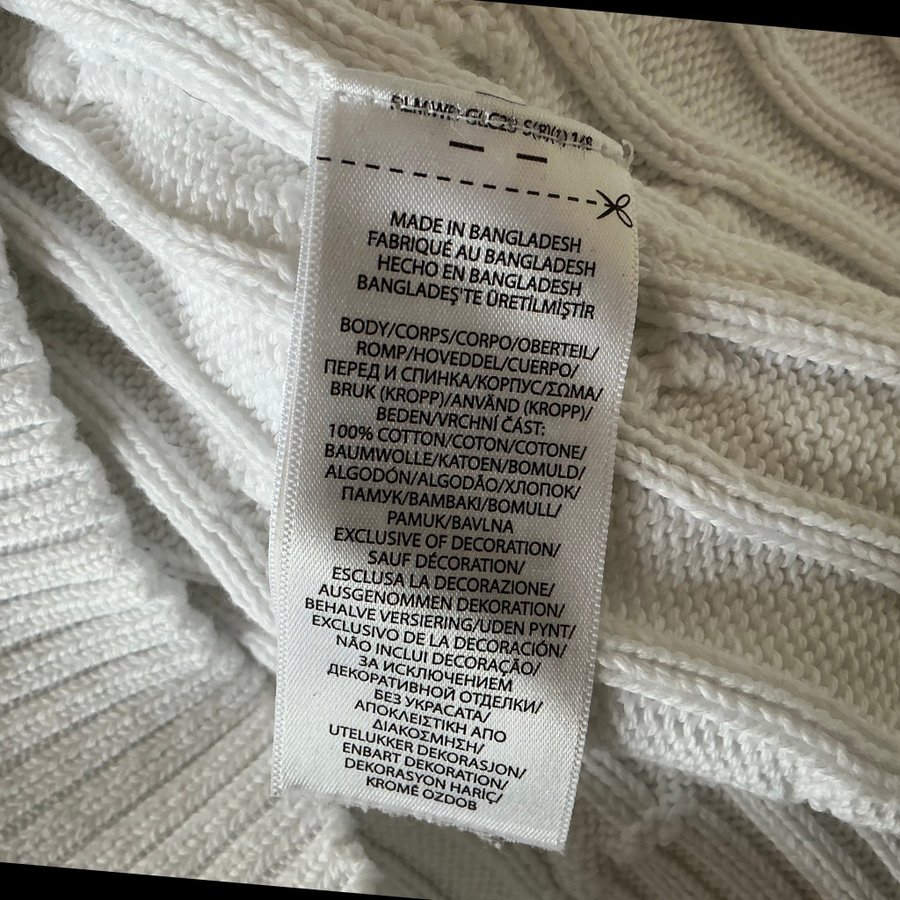 MADE IN BANGLADESH
FABRIQUÉ AU BANGLADESH
HECHO EN BANGLADESH
BANGLADEŞ'TE ÜRETİLMİŞTİR
BODY/CORPS/CORPO/OBERTEIL/
ROMP/HOVEDDEL/CUERPO/
ПЕРЕД И СПИНКА/КОРПУС/ΣΩΜΑ/
BRUK (KROPP)/ANVÄND (KROPP)/
BEDEN/VRCHNÍ ČÁST:
100% COTTON/COTON/COTONE/
BAUMWOLLE/KATOEN/BOMULD/
ALGODÓN/ALGODÃO/ХЛОПОК/
ПАМУК/ΒΑΜΒΑΚΙ/BOMULL/
PAMUK/BAVLNA
EXCLUSIVE OF DECORATION/
SAUF DÉCORATION/
ESCLUSA LA DECORAZIONE/
AUSGENOMMEN DEKORATION/
BEHALVE VERSIERING/UDEN PYNT/
EXCLUSIVO DE LA DECORACIÓN/
NÃO INCLUI DECORAÇÃO/
ЗА ИСКЛЮЧЕНИЕМ
ДЕКОРАТИВНОЙ ОТДЕЛКИ/
БЕЗ УКРАСАТА/
ΑΠΟΚΛΕΙΣΤΙΚΗ ΑΠΟ
ΔΙΑΚΟΣΜΗΣΗ/
UTELUKKER DEKORASJON/
ENBART DEKORATION/
DEKORASYON HARİÇ/
KROMĚ OZDOB